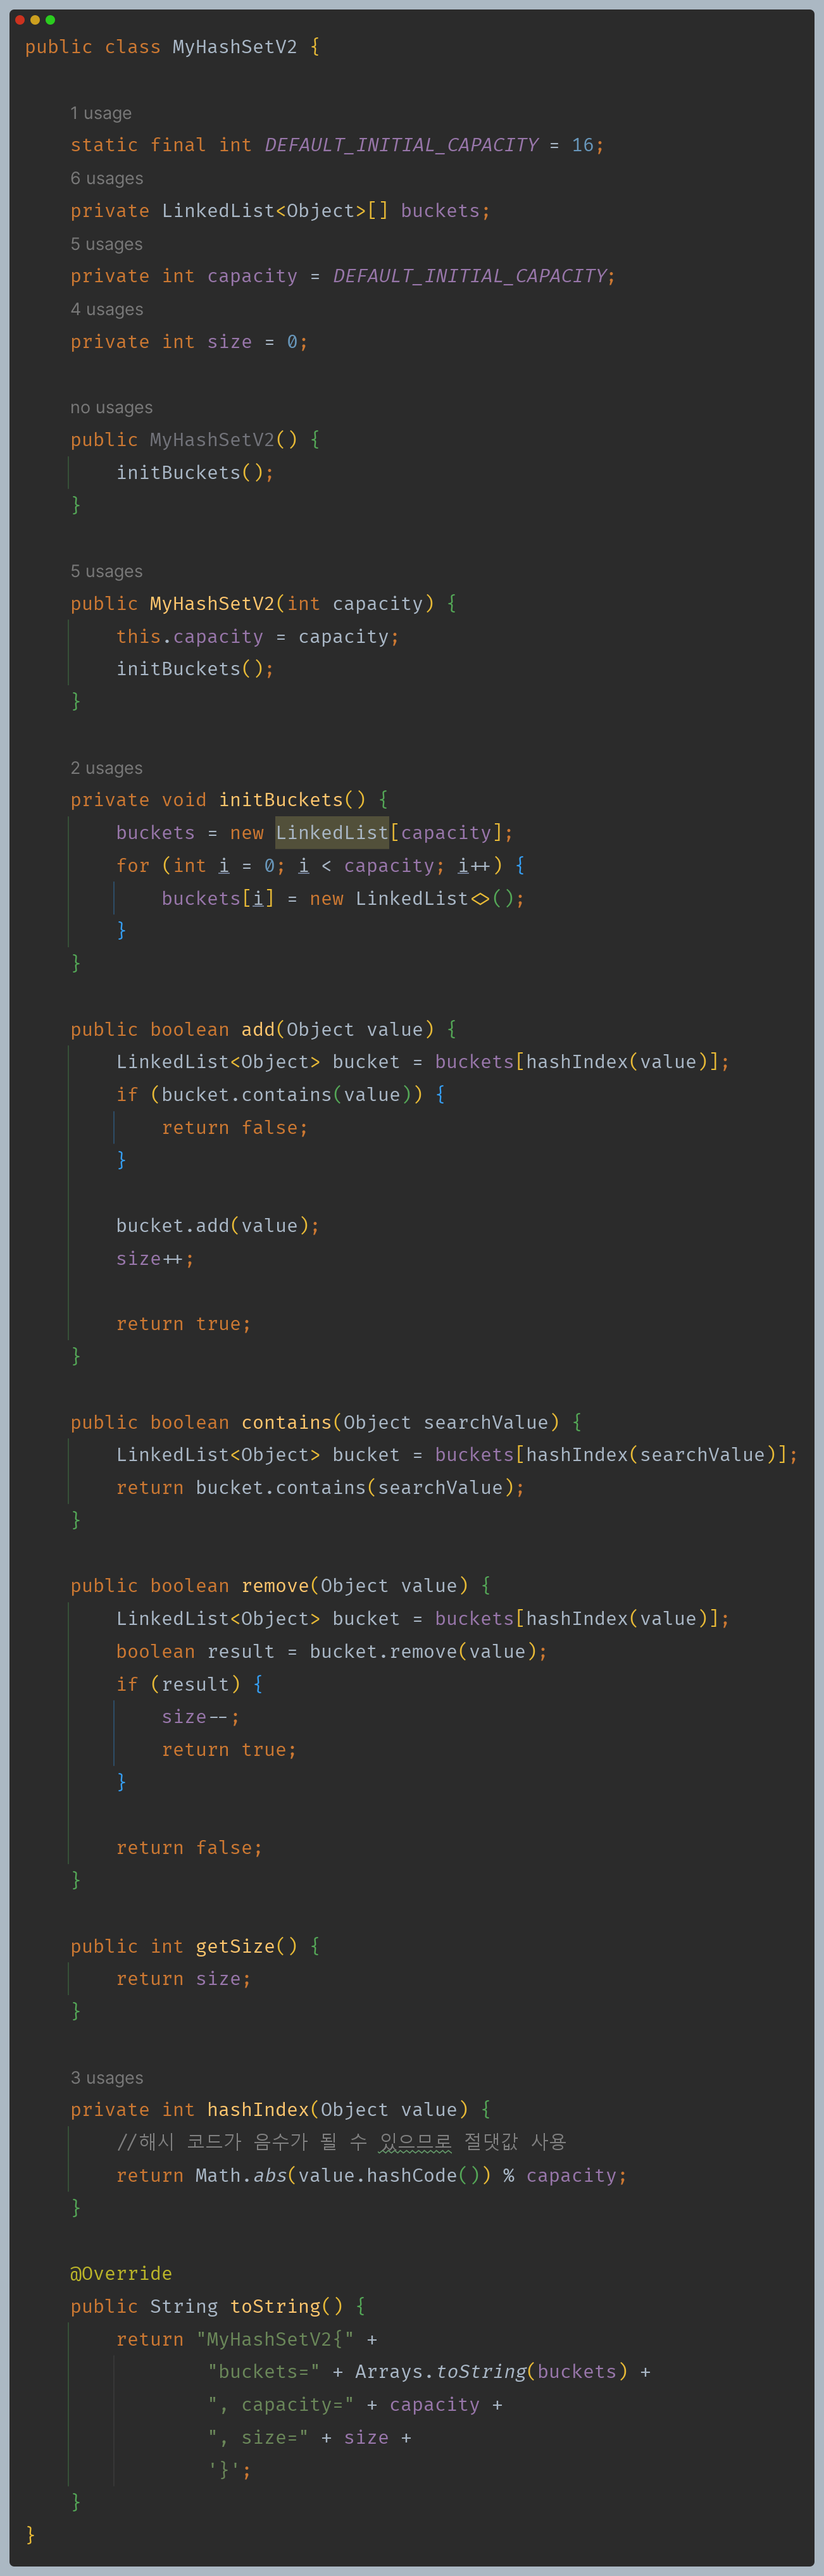 public class MyHashSetV2 {
1 usage
static final int DEFAULT_INITIAL_CAPACITY = 16;
6 usages
private LinkedList<Object>[] buckets;
5 usages
private int capacity = DEFAULT_INITIAL_CAPACITY;
4 usages
private int size = 0;
no usages
public MyHashSetV2() {
initBuckets();
}
5 usages
public MyHashSetV2(int capacity) {
this.capacity = capacity;
initBuckets();
}
2 usages
private void initBuckets() {
buckets = new LinkedList[capacity];
for (int i = 0; i < capacity; i++) {
buckets[i] = new LinkedList<>();
}
}
public boolean add(Object value) {
LinkedList<Object> bucket = buckets[hashIndex(value)];
if (bucket.contains(value)) {
return false;
}
bucket.add(value);
size++;
return true;
}
public boolean contains(Object searchValue) {
LinkedList<Object> bucket = buckets[hashIndex(searchValue)];
return bucket.contains(searchValue);
}
public boolean remove(Object value) {
LinkedList<Object> bucket = buckets[hashIndex(value)];
boolean result = bucket.remove(value);
if (result) {
size--;
return true;
}
return false;
}
public int getSize() {
return size;
}
3 usages
private int hashIndex(Object value) {
//해시 코드가 음수가 될 수 있으므로 절댓값 사용
return Math.abs(value.hashCode()) % capacity;
}
@Override
public String toString() {
return "MyHashSetV2{" +
"buckets=" + Arrays.toString(buckets) +
", capacity=" + capacity +
", size=" + size +
'}';
}
}